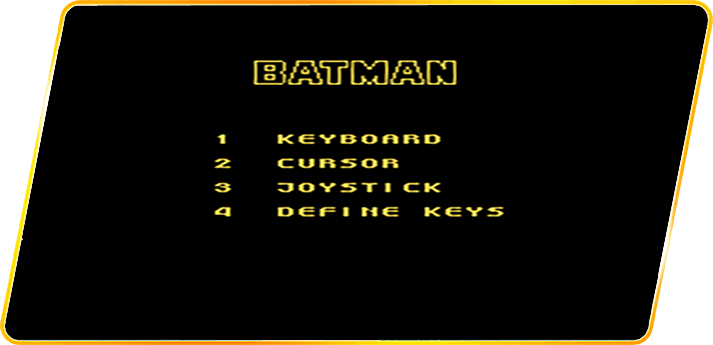 BATMAN
1 KEYBOARD
2 CURSOR
3 JOYSTICK
4 DEFINE KEYS